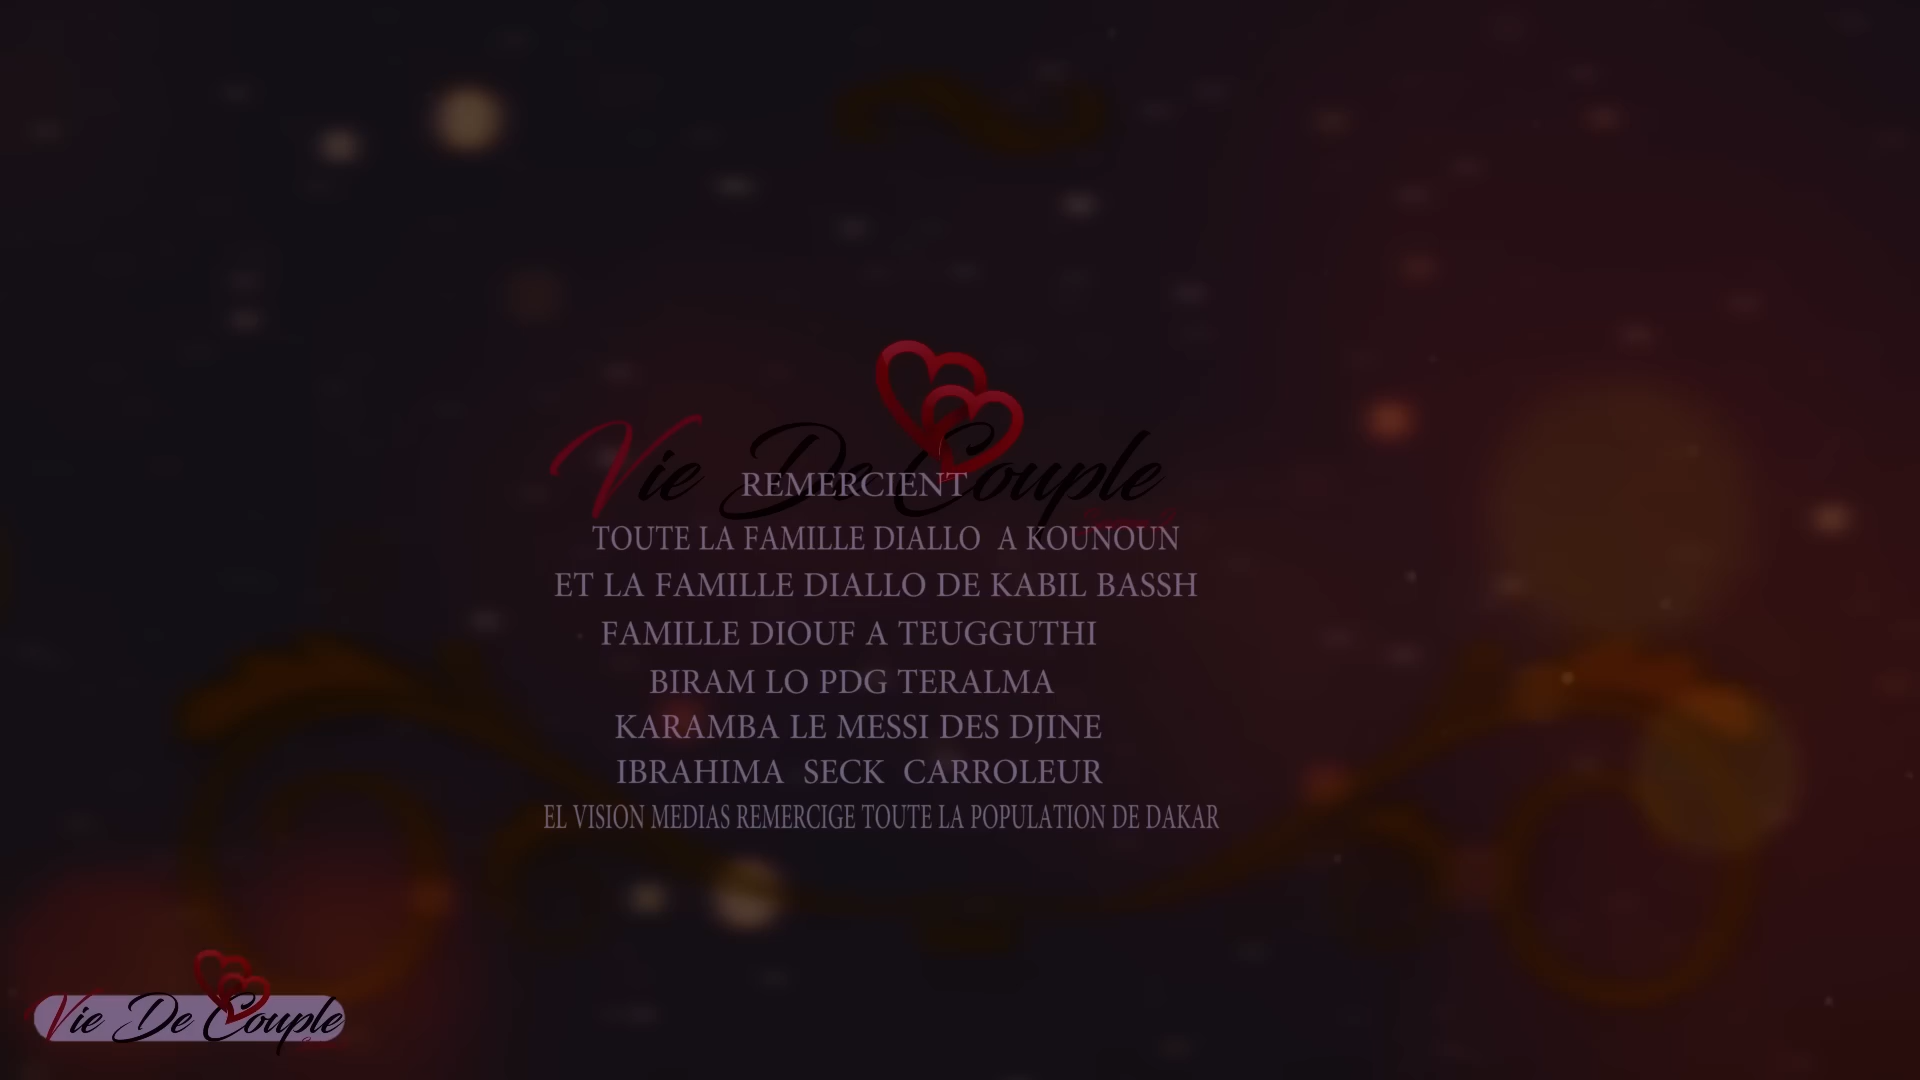 Vie De Couple
REMERCIENT
TOUTE LA FAMILLE DIALLO A KOUNOUN
ET LA FAMILLE DIALLO DE KABIL BASSH
FAMILLE DIOUF A TEUGGUTHI
BIRAM LO PDG TERALMA
KARAMBA LE MESSI DES DJINE
IBRAHIMA SECK CARROLEUR
EL VISION MEDIAS REMERCIGE TOUTE LA POPULATION DE DAKAR
Vie De Couple